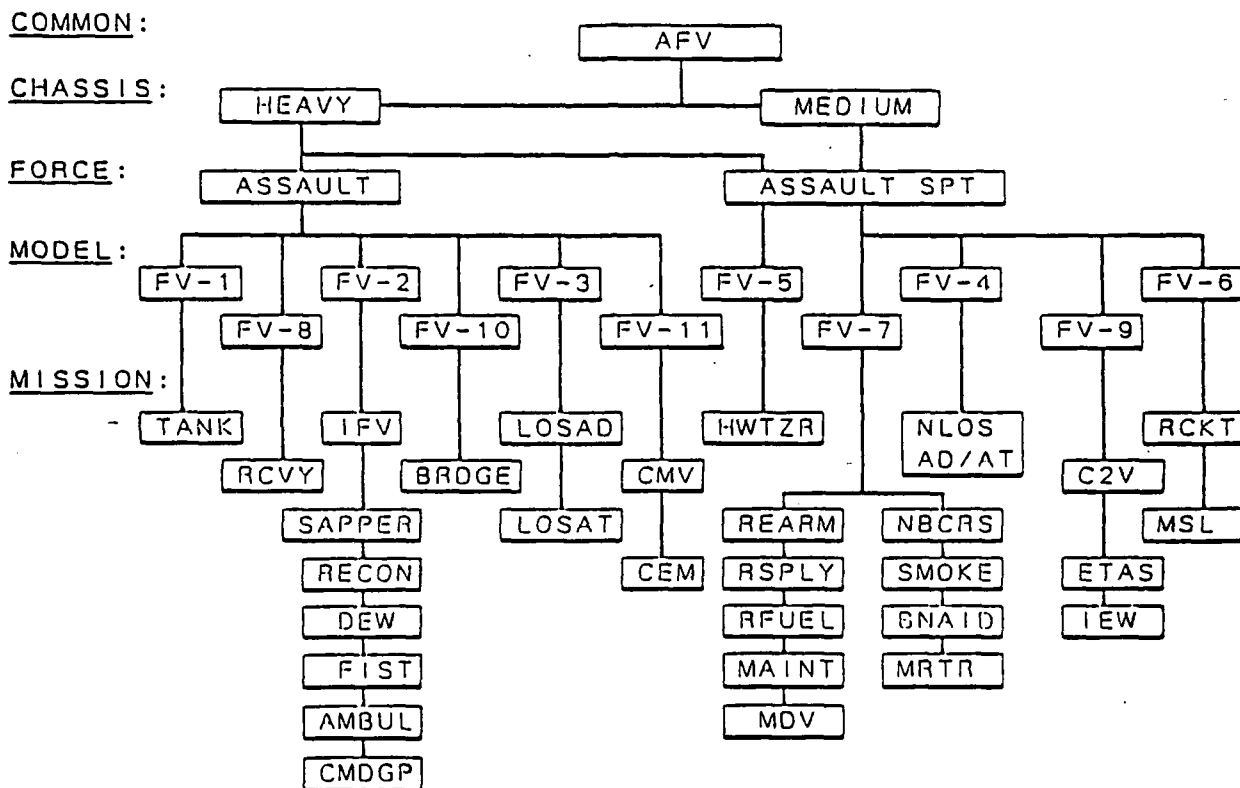 COMMON:
AFV
CHASSIS:
HEAVY
MEDIUM
FORCE:
ASSAULT
ASSAULT SPT
MODEL:
FV-1
FV-2
FV-3
FV-5
FV-4
FV-6
FV-8
FV-10
FV-11
FV-7
FV-9
MISSION:
TANK
IFV
LOSAD
HWTZR
NLOS
AD/AT
RCKT
RCVY
BRDGE
CMV
C2V
SAPPER
LOSAT
REARM
NBCRS
MSL
RECON
CEM
RSPLY
SMOKE
ETAS
DEW
RFUEL
BNAID
IEW
FIST
MAINT
MRTR
AMBUL
MDV
CMDGP